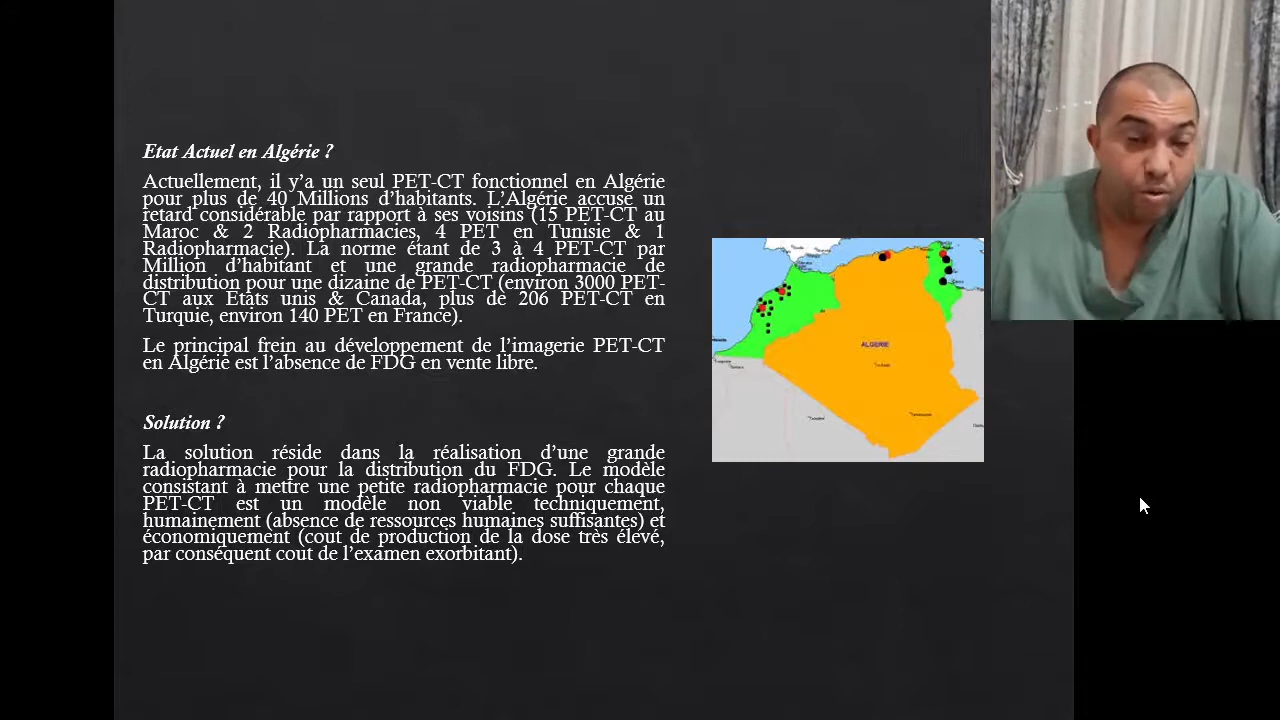 Etat Actuel en Algérie ?
Actuellement, il y'a un seul PET-CT fonctionnel en Algérie
pour plus de 40 Millions d'habitants. L'Algérie accuse un
retard considérable par rapport à ses voisins (15 PET-CT au
Maroc & 2 Radiopharmacies, 4 PET en Tunisie & 1
Radiopharmacie). La norme étant de 3 à 4 PET-CT par
Million d'habitant et une grande radiopharmacie de
distribution pour une dizaine de PET-CT (environ 3000 PET-
CT aux Etats unis & Canada, plus de 206 PET-CT en
Turquie, environ 140 PET en France).
Le principal frein au développement de l'imagerie PET-CT
en Algérie est l'absence de FDG en vente libre.
Solution ?
La solution réside dans la réalisation d'une grande
radiopharmacie pour la distribution du FDG. Le modèle
consistant à mettre une petite radiopharmacie pour chaque
PET-CT est un modèle non viable techniquement,
humainement (absence de ressources humaines suffisantes) et
économiquement (cout de production de la dose très élevé,
par conséquent cout de l'examen exorbitant).
ALGERIE